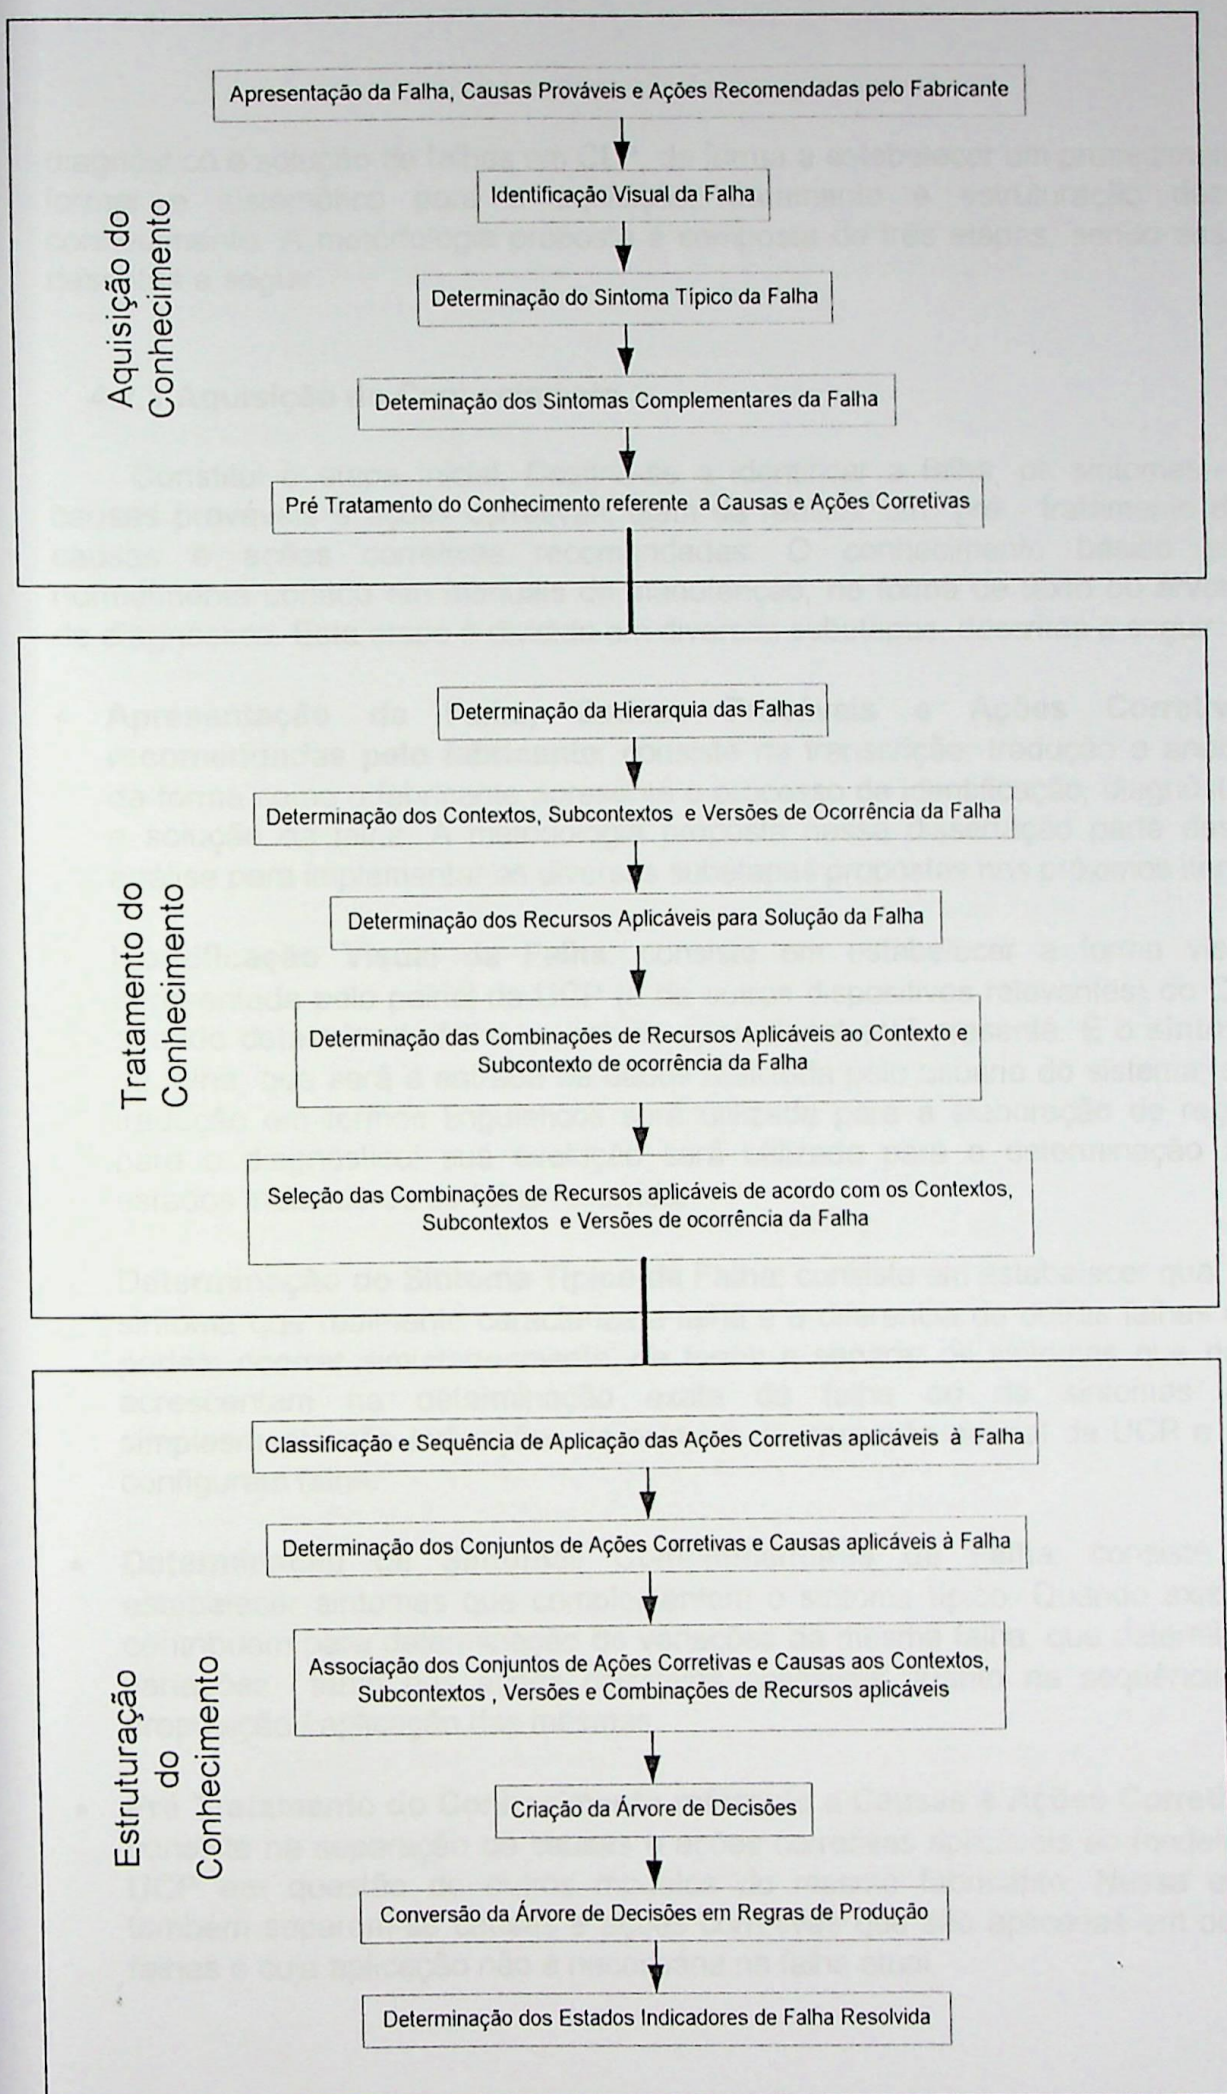 Apresentação da Falha, Causas Prováveis e Ações Recomendadas pelo Fabricante
Identificação Visual da Falha
Determinação do Sintoma Típico da Falha
Deteminação dos Sintomas Complementares da Falha
Pré Tratamento do Conhecimento referente a Causas e Ações Corretivas
Aquisição do
Conhecimento
Determinação da Hierarquia das Falhas
Determinação dos Contextos, Subcontextos e Versões de Ocorrência da Falha
Determinação dos Recursos Aplicáveis para Solução da Falha
Determinação das Combinações de Recursos Aplicáveis ao Contexto e
Subcontexto de ocorrência da Falha
Seleção das Combinações de Recursos aplicáveis de acordo com os Contextos,
Subcontextos e Versões de ocorrência da Falha
Tratamento do
Conhecimento
Classificação e Sequência de Aplicação das Ações Corretivas aplicáveis à Falha
Determinação dos Conjuntos de Ações Corretivas e Causas aplicáveis à Falha
Associação dos Conjuntos de Ações Corretivas e Causas aos Contextos,
Subcontextos , Versões e Combinações de Recursos aplicáveis
Criação da Árvore de Decisões
Conversão da Árvore de Decisões em Regras de Produção
Determinação dos Estados Indicadores de Falha Resolvida
Estruturação
do
Conhecimento